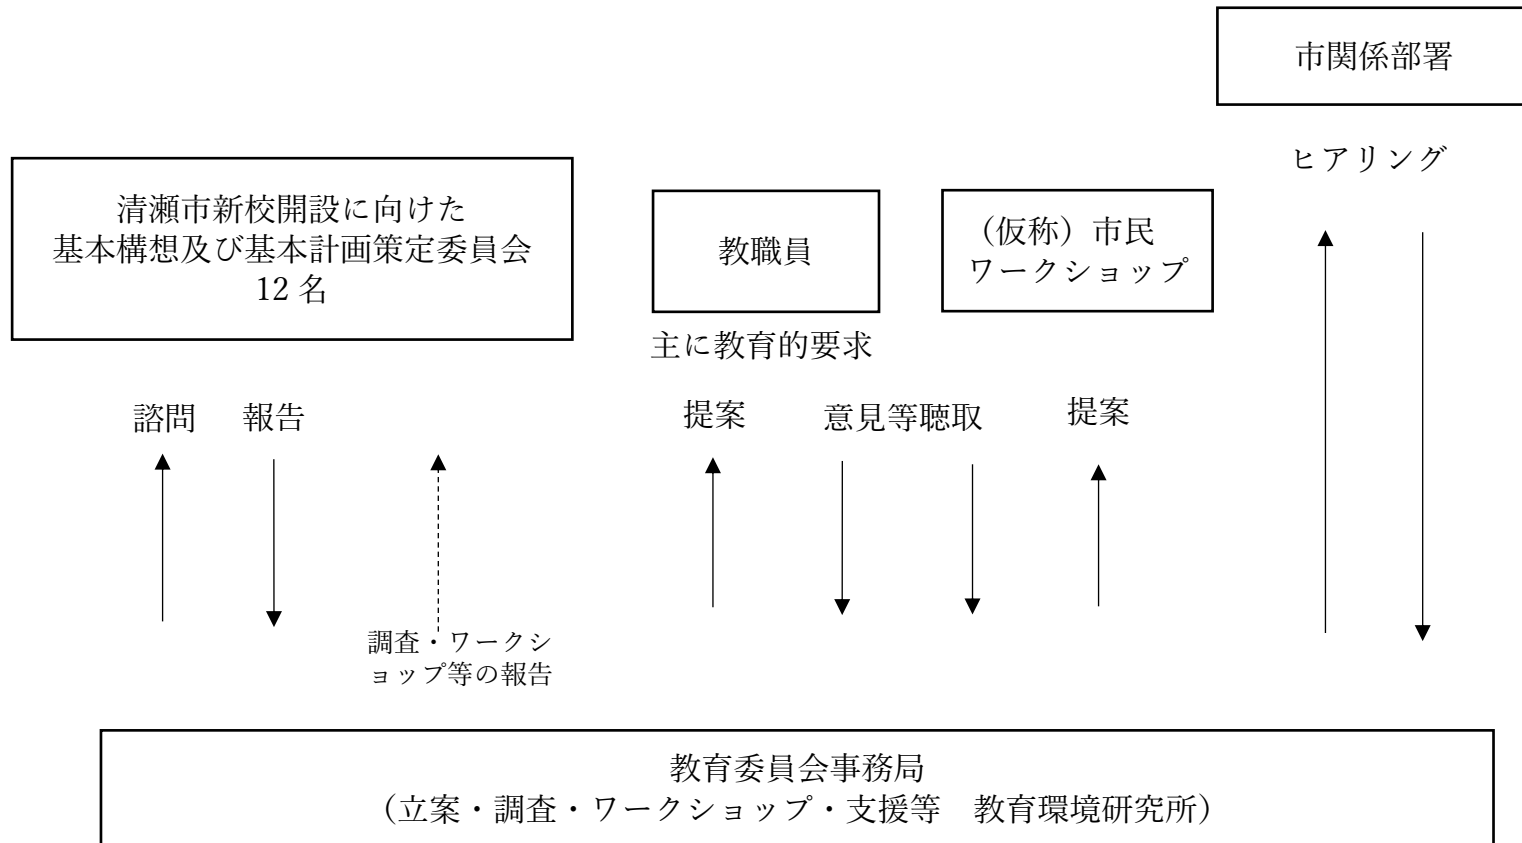 市関係部署
ヒアリング
清瀬市新校開設に向けた
基本構想及び基本計画策定委員会
12 名
教職員
(仮称)市民
ワークショップ
主に教育的要求
諮問
報告
提案
意見等聴取
提案
調査・ワークシ
ョップ等の報告
教育委員会事務局
(立案・調査・ワークショップ・支援等 教育環境研究所)